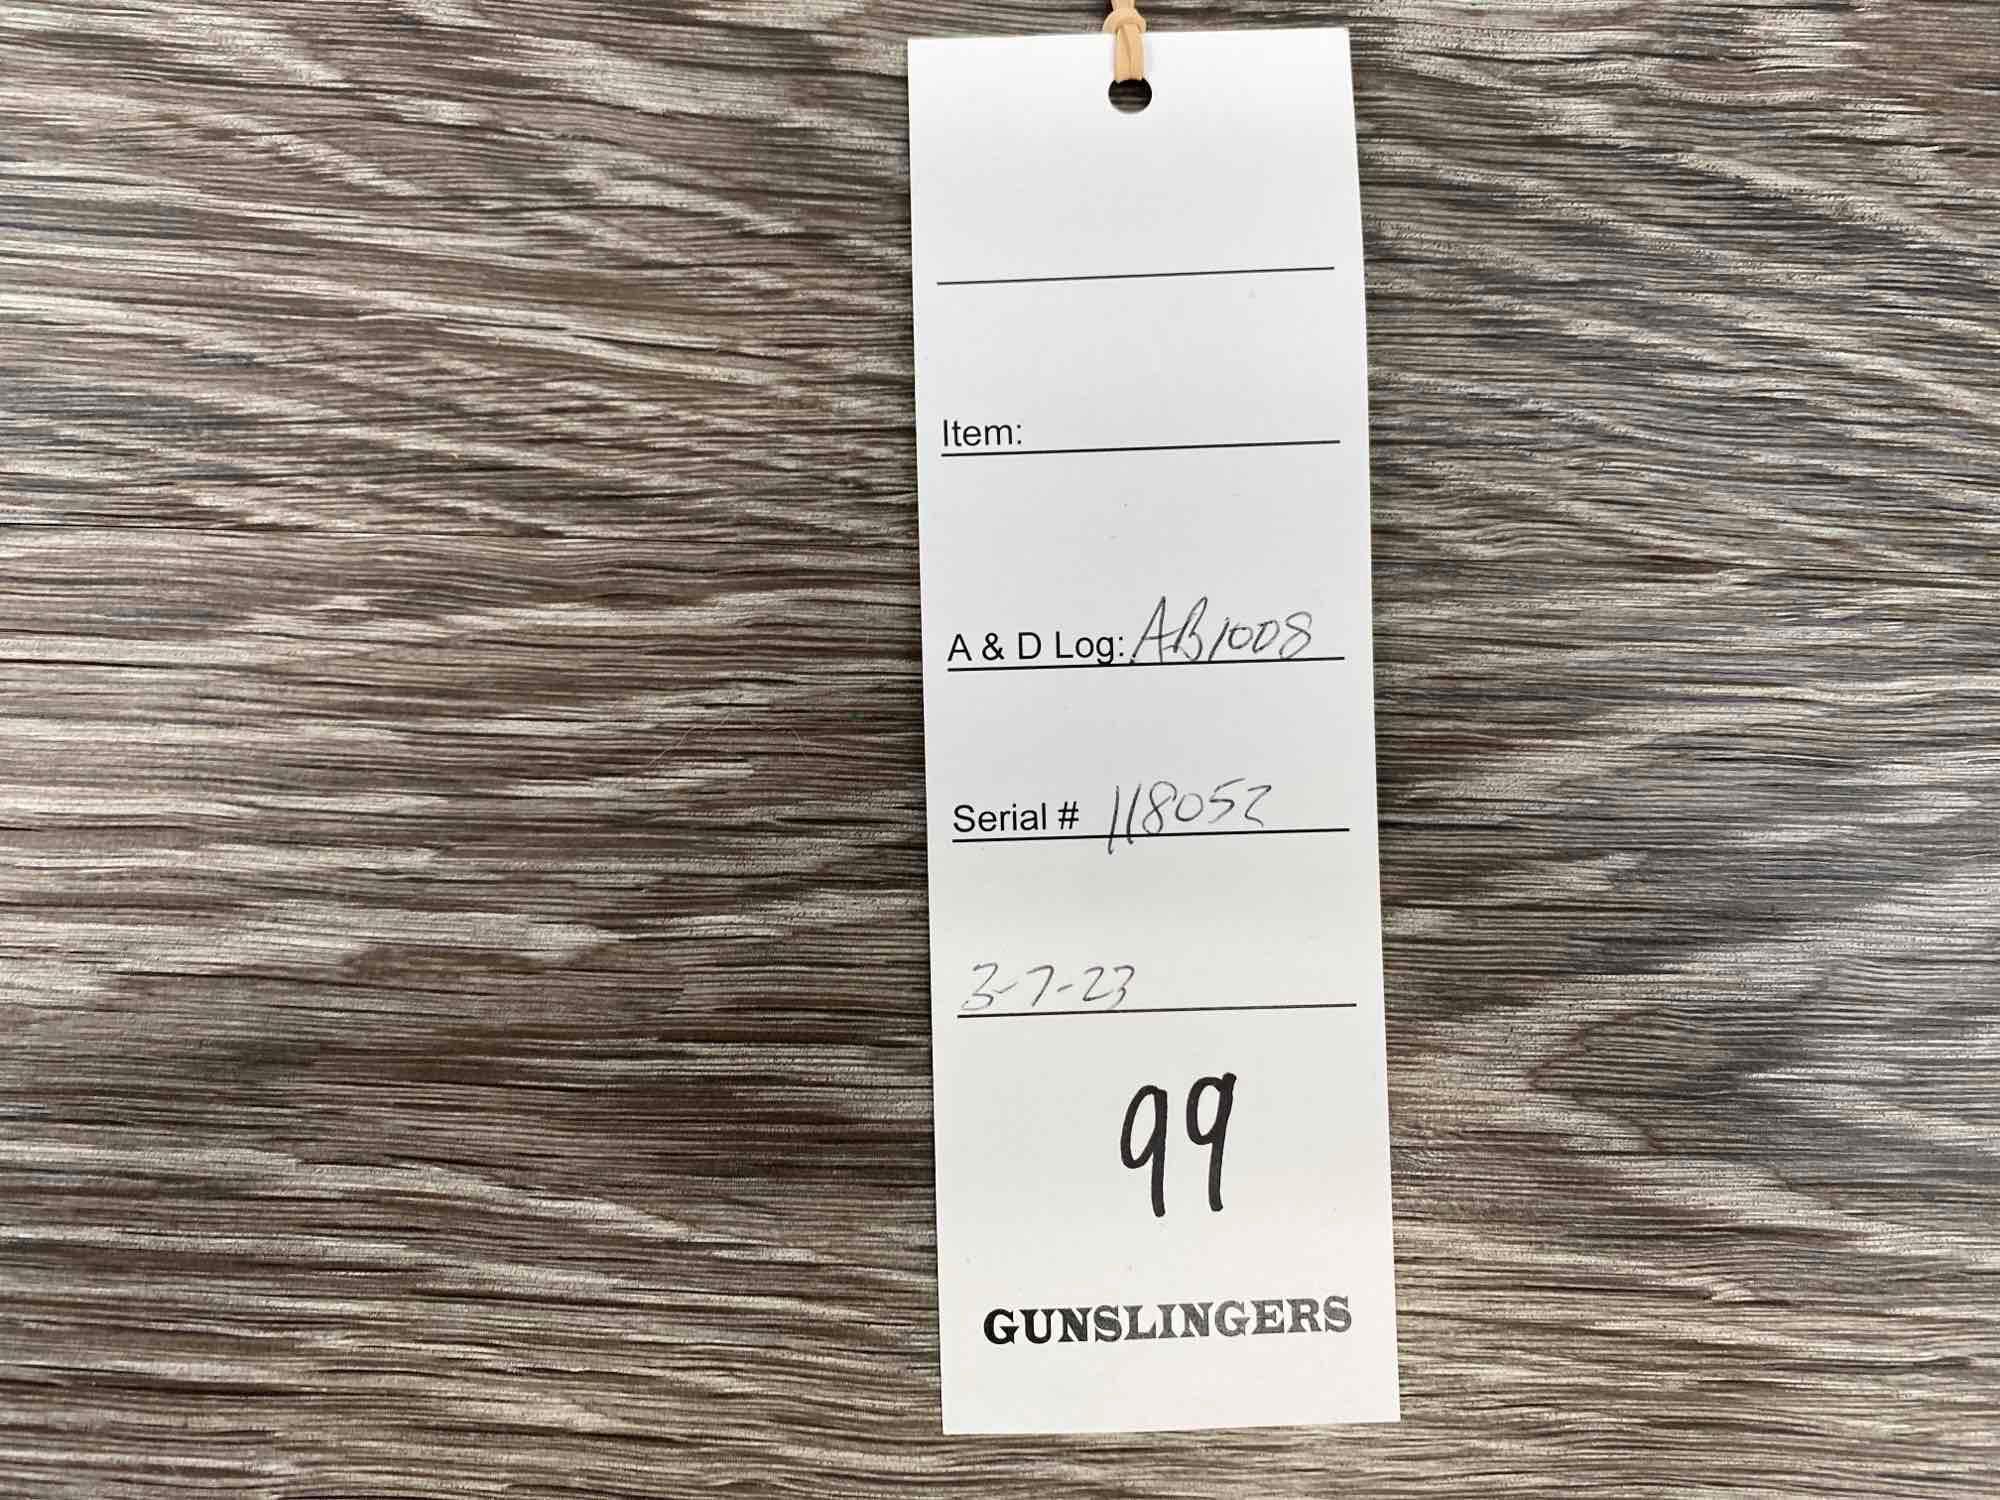 Item:
A & D Log: AB1008
Serial # 118052
3-7-23
99
GUNSLINGERS